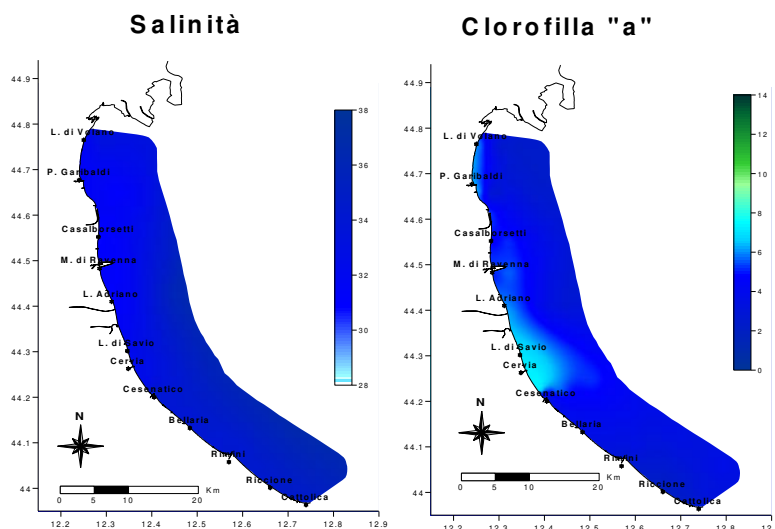 Salinità
44.9
44.8
44.7
44.6
44.5
44.4
44.3
44.2
44.1
44
L. di Volano
P. Garibaldi
Casalborsetti
M. di Ravenna
L. Adriano
L. di Savio
Cervia
Cesenatico
Bellaria
Rimini
Riccione
Cattolica
38
36
34
32
30
28
N
0 5 10 20 Km
12.2 12.3 12.4 12.5 12.6 12.7 12.8 12.9
Clorofilla "a"
44.9
44.8
44.7
44.6
44.5
44.4
44.3
44.2
44.1
44
L. di Volano
P. Garibaldi
Casalborsetti
M. di Ravenna
L. Adriano
L. di Savio
Cervia
Cesenatico
Bellaria
Rimini
Riccione
Cattolica
14
12
10
8
6
4
2
0
N
0 5 10 20 Km